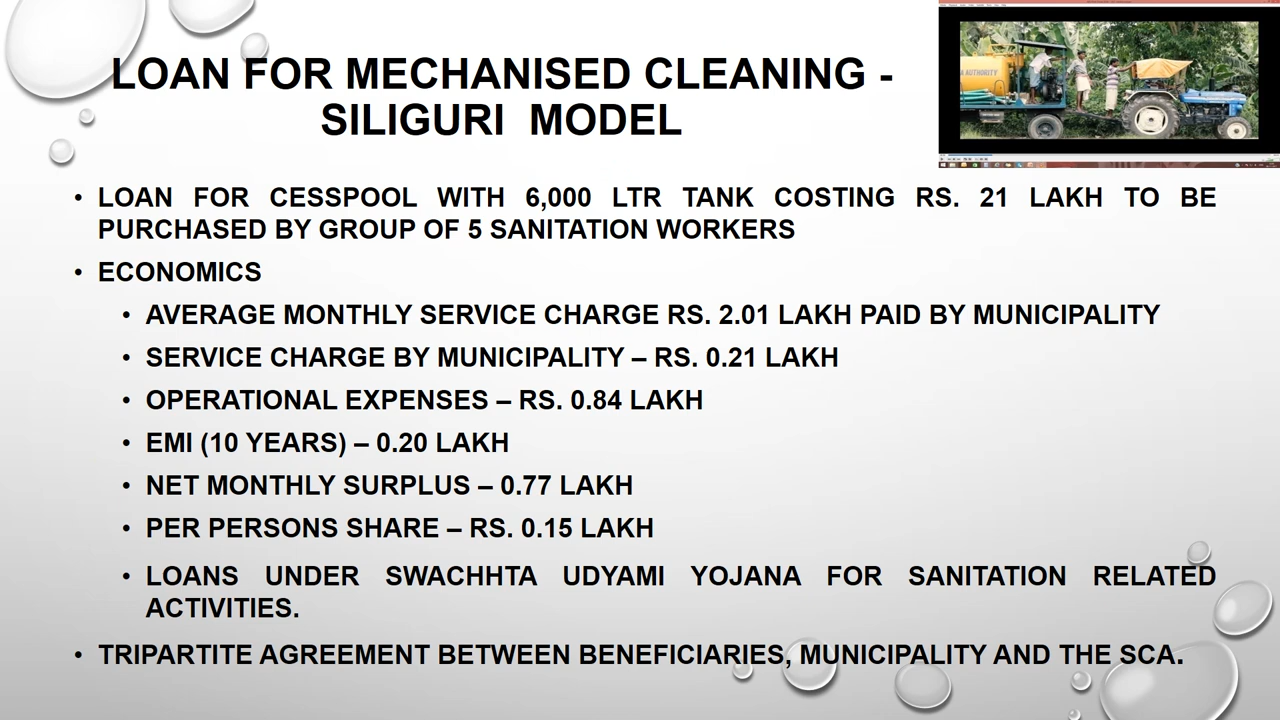 LOAN FOR MECHANISED CLEANING -
SILIGURI MODEL
A AUTHORITY
• LOAN FOR CESSPOOL WITH 6,000 LTR TANK COSTING RS. 21 LAKH TO BE
PURCHASED BY GROUP OF 5 SANITATION WORKERS
• ECONOMICS
• AVERAGE MONTHLY SERVICE CHARGE RS. 2.01 LAKH PAID BY MUNICIPALITY
• SERVICE CHARGE BY MUNICIPALITY – RS. 0.21 LAKH
• OPERATIONAL EXPENSES – RS. 0.84 LAKH
• EMI (10 YEARS) – 0.20 LAKH
• NET MONTHLY SURPLUS – 0.77 LAKH
• PER PERSONS SHARE – RS. 0.15 LAKH
• LOANS UNDER SWACHHTA UDYAMI YOJANA FOR SANITATION RELATED
ACTIVITIES.
• TRIPARTITE AGREEMENT BETWEEN BENEFICIARIES, MUNICIPALITY AND THE SCA.